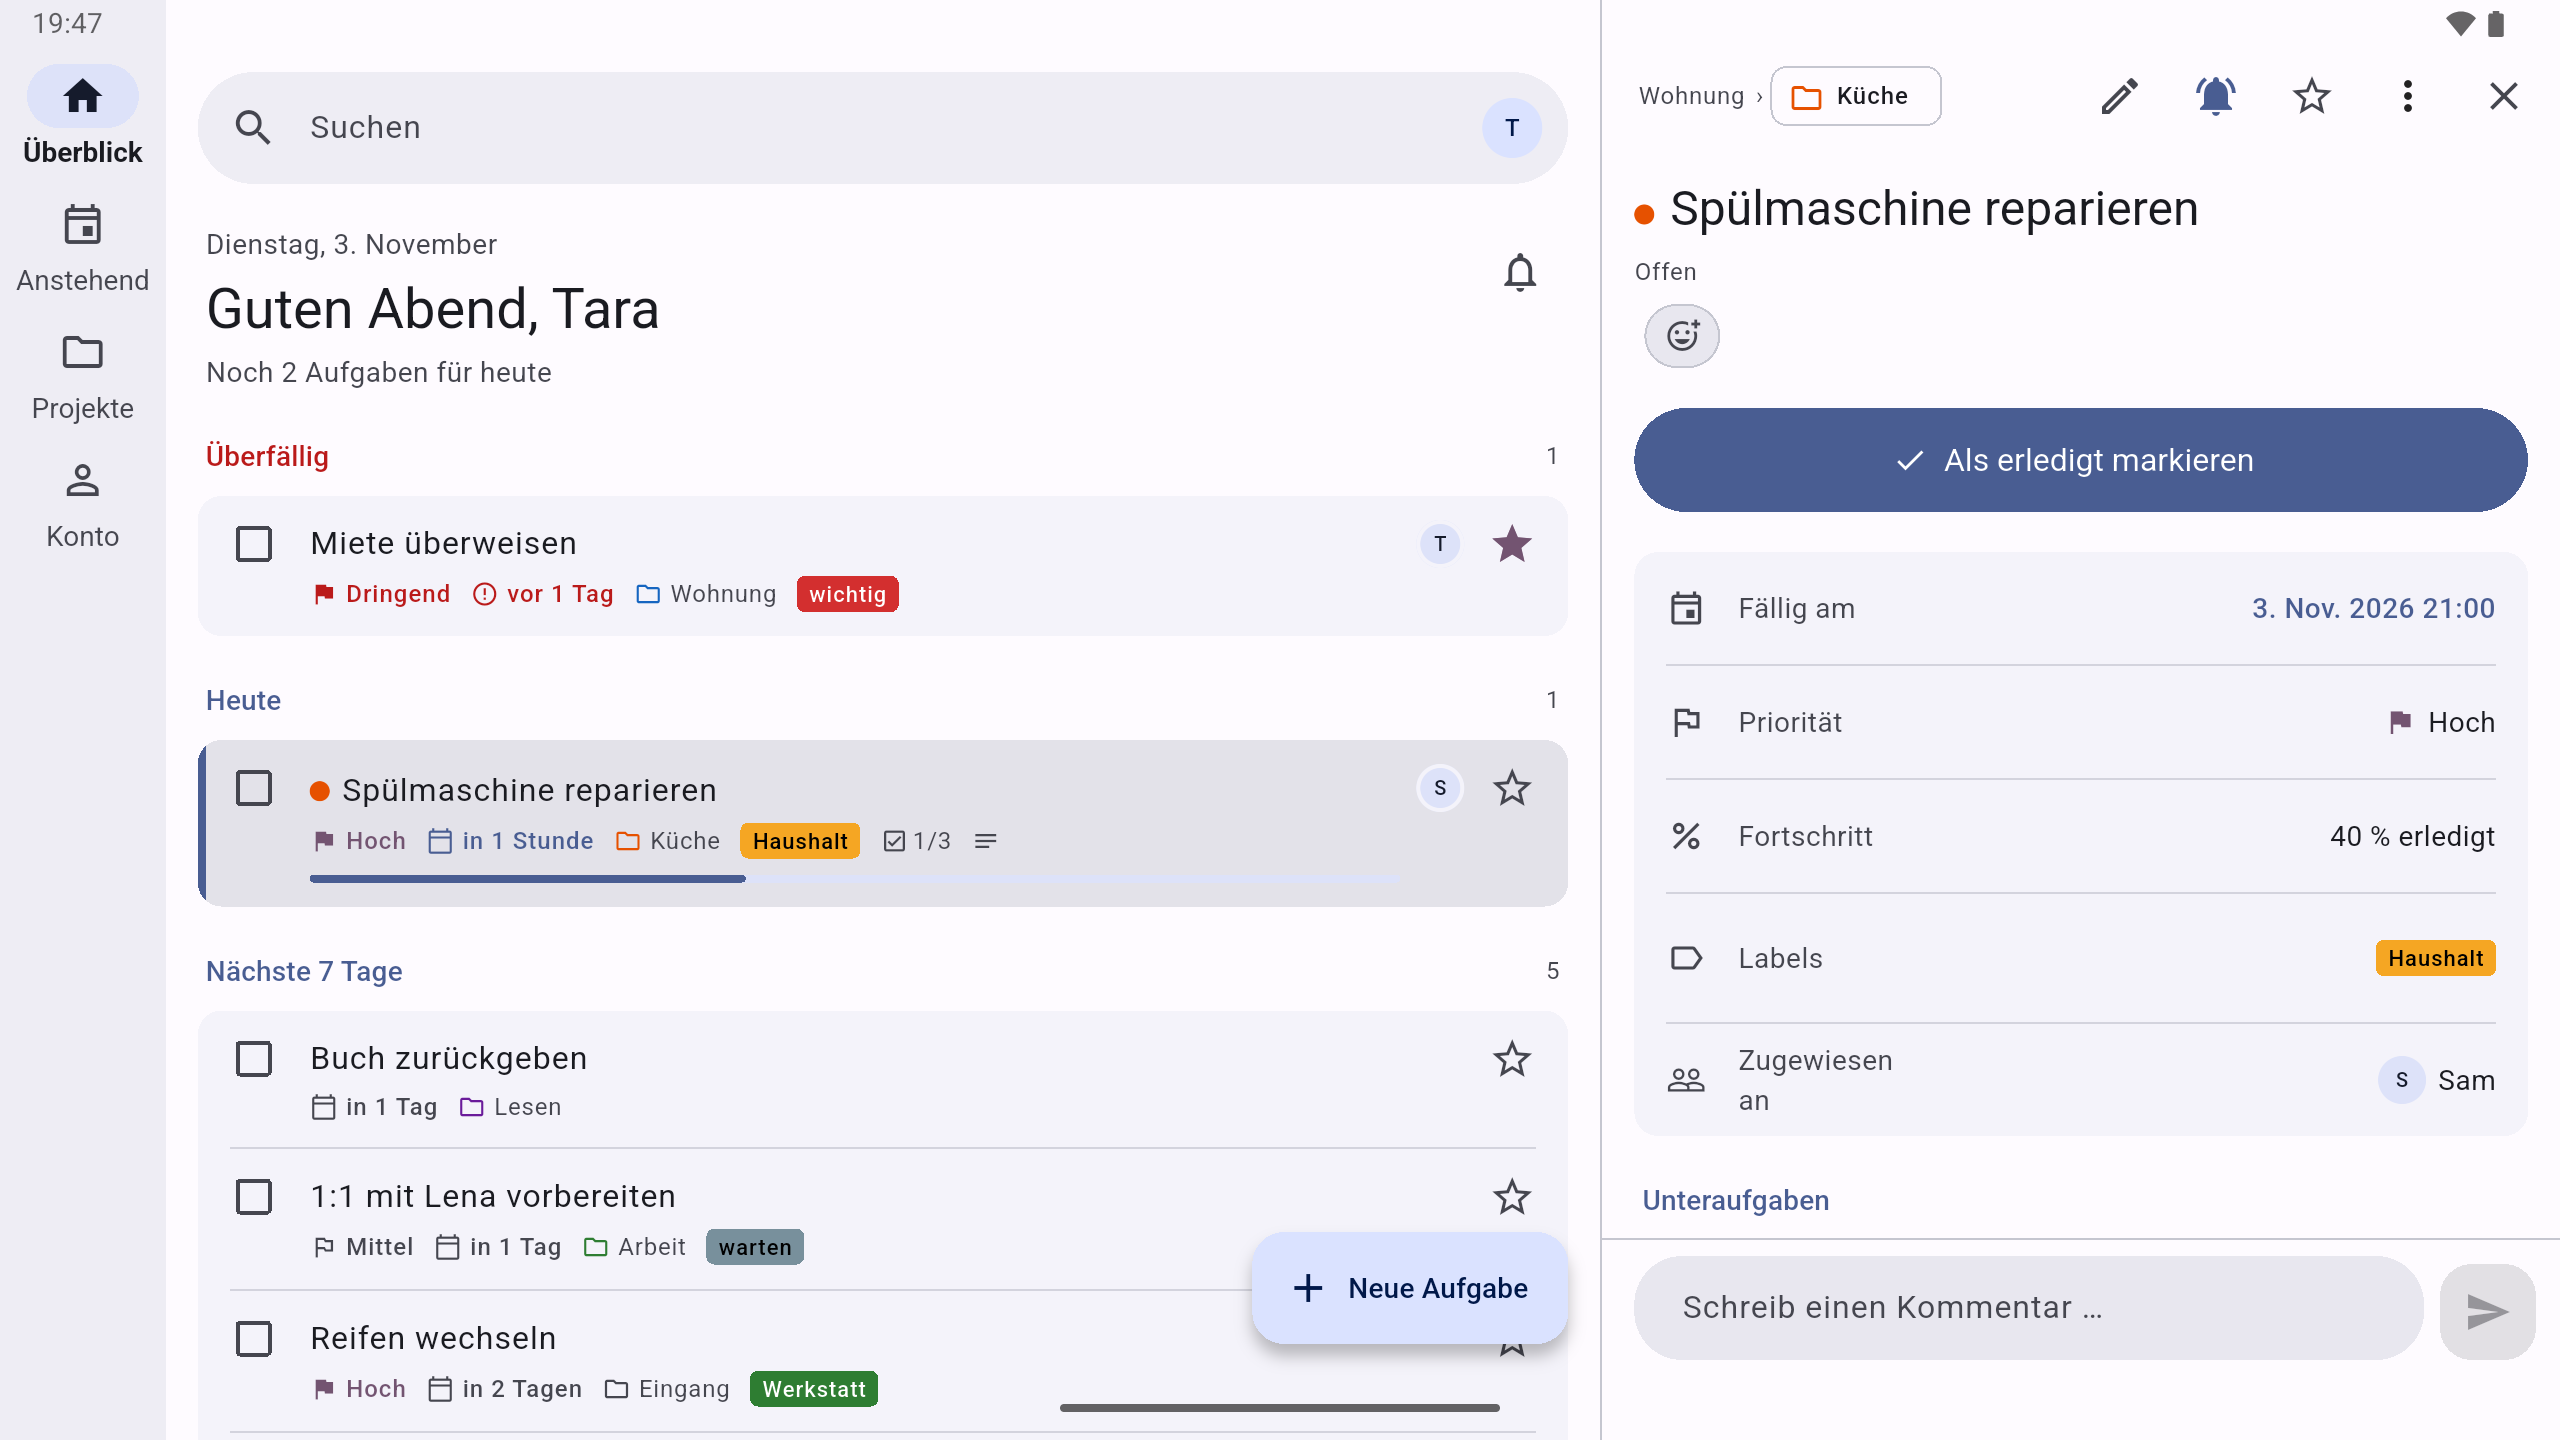 19:47
Überblick
Anstehend
Projekte
Konto
Suchen
T
Dienstag, 3. November
Guten Abend, Tara
Noch 2 Aufgaben für heute
Überfällig 1
Miete überweisen T
Dringend vor 1 Tag Wohnung wichtig
Heute 1
Spülmaschine reparieren S
Hoch in 1 Stunde Küche Haushalt 1/3
Nächste 7 Tage 5
Buch zurückgeben
in 1 Tag Lesen
1:1 mit Lena vorbereiten
Mittel in 1 Tag Arbeit warten
Neue Aufgabe
Reifen wechseln
Hoch in 2 Tagen Eingang Werkstatt
Wohnung › Küche
Spülmaschine reparieren
Offen
Als erledigt markieren
Fällig am 3. Nov. 2026 21:00
Priorität Hoch
Fortschritt 40 % erledigt
Labels Haushalt
Zugewiesen
an
S Sam
Unteraufgaben
Schreib einen Kommentar …